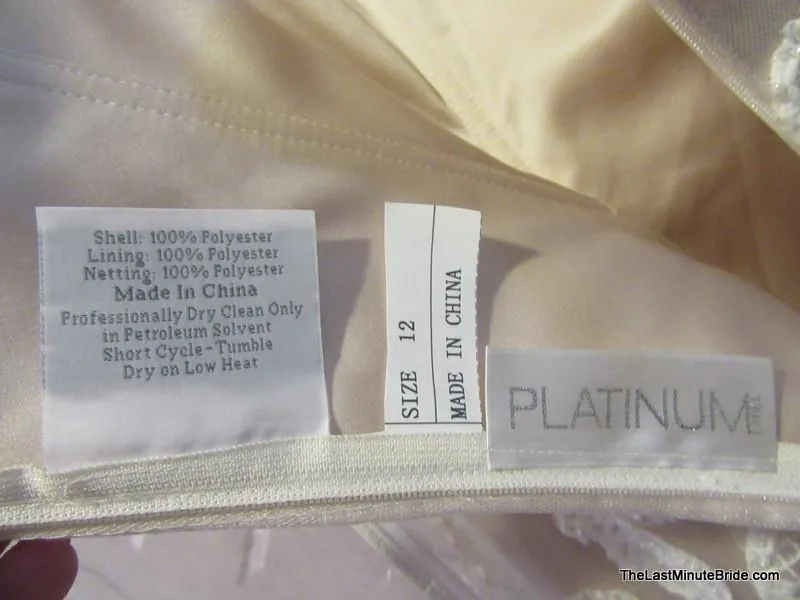 Shell: 100% Polyester
Lining: 100% Polyester
Netting: 100% Polyester
Made In China
Professionally Dry Clean Only
in Petroleum Solvent
Short Cycle-Tumble
Dry on Low Heat
SIZE 12
MADE IN CHINA
PLATINUM
TheLastMinuteBride.com